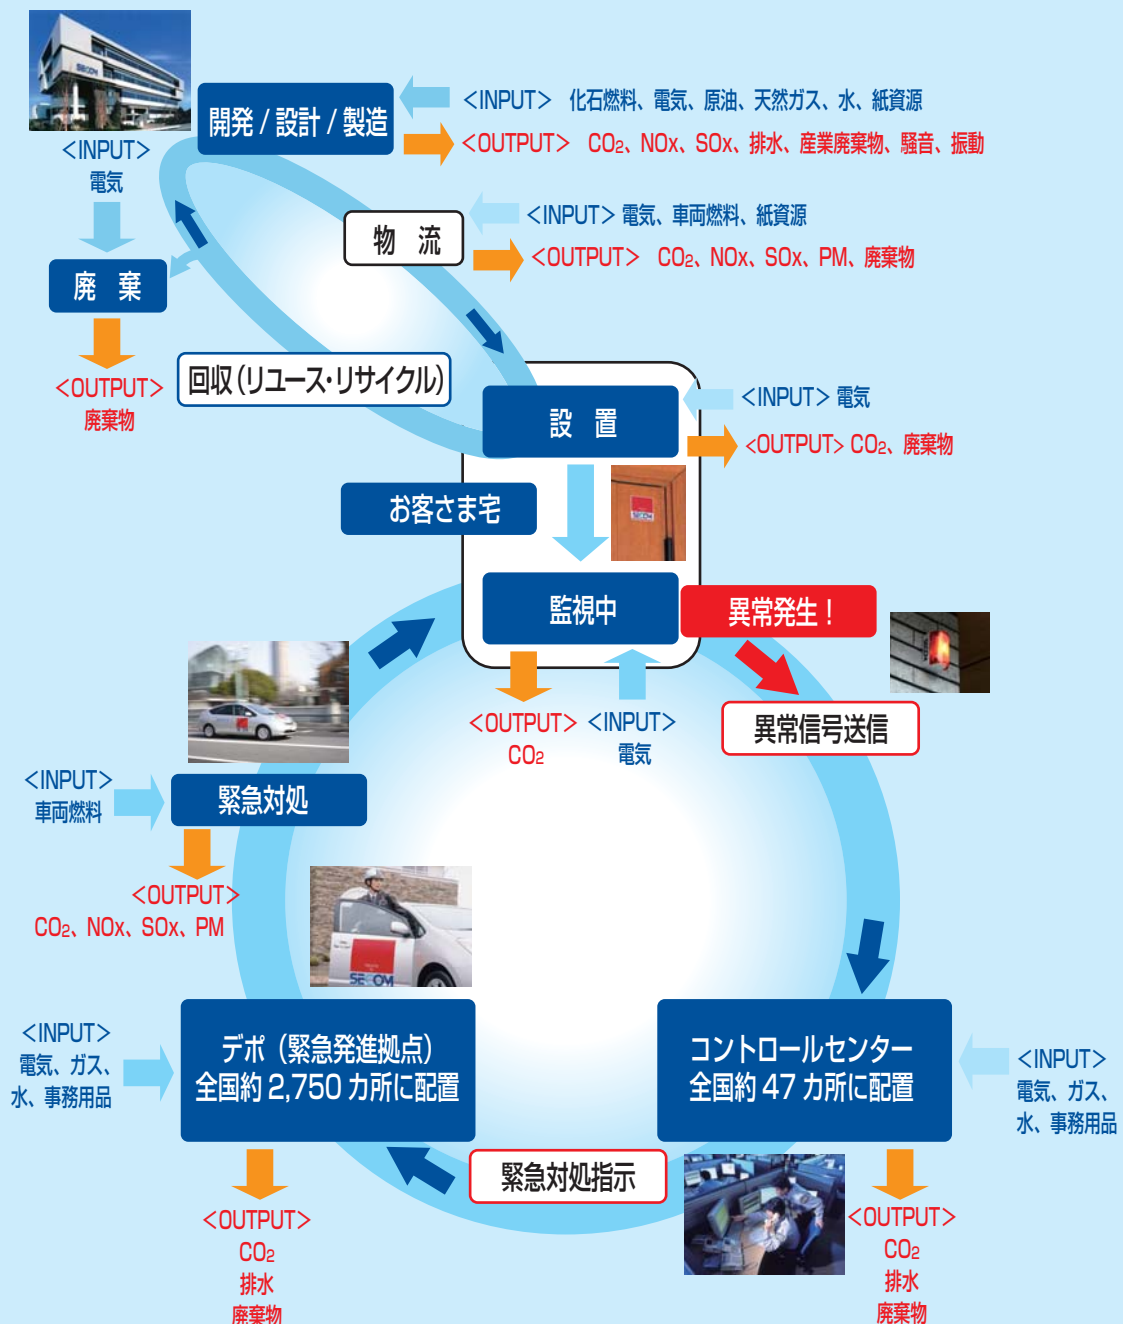 SECOM
開発 / 設計 / 製造
<INPUT> 化石燃料、電気、原油、天然ガス、水、紙資源
<OUTPUT> CO₂、NOx、SOx、排水、産業廃棄物、騒音、振動
<INPUT>
電気
物 流
<INPUT> 電気、車両燃料、紙資源
<OUTPUT> CO₂、NOx、SOx、PM、廃棄物
廃 棄
<OUTPUT>
廃棄物
回収(リユース・リサイクル)
設 置
<INPUT> 電気
<OUTPUT> CO₂、廃棄物
お客さま宅
SECOM
監視中
異常発生！
<OUTPUT>
CO₂
<INPUT>
電気
異常信号送信
<INPUT>
車両燃料
緊急対処
<OUTPUT>
CO₂、NOx、SOx、PM
SECOM
<INPUT>
電気、ガス、
水、事務用品
デポ（緊急発進拠点）
全国約 2,750 カ所に配置
コントロールセンター
全国約 47 カ所に配置
<INPUT>
電気、ガス、
水、事務用品
緊急対処指示
<OUTPUT>
CO₂
排水
廃棄物
<OUTPUT>
CO₂
排水
廃棄物